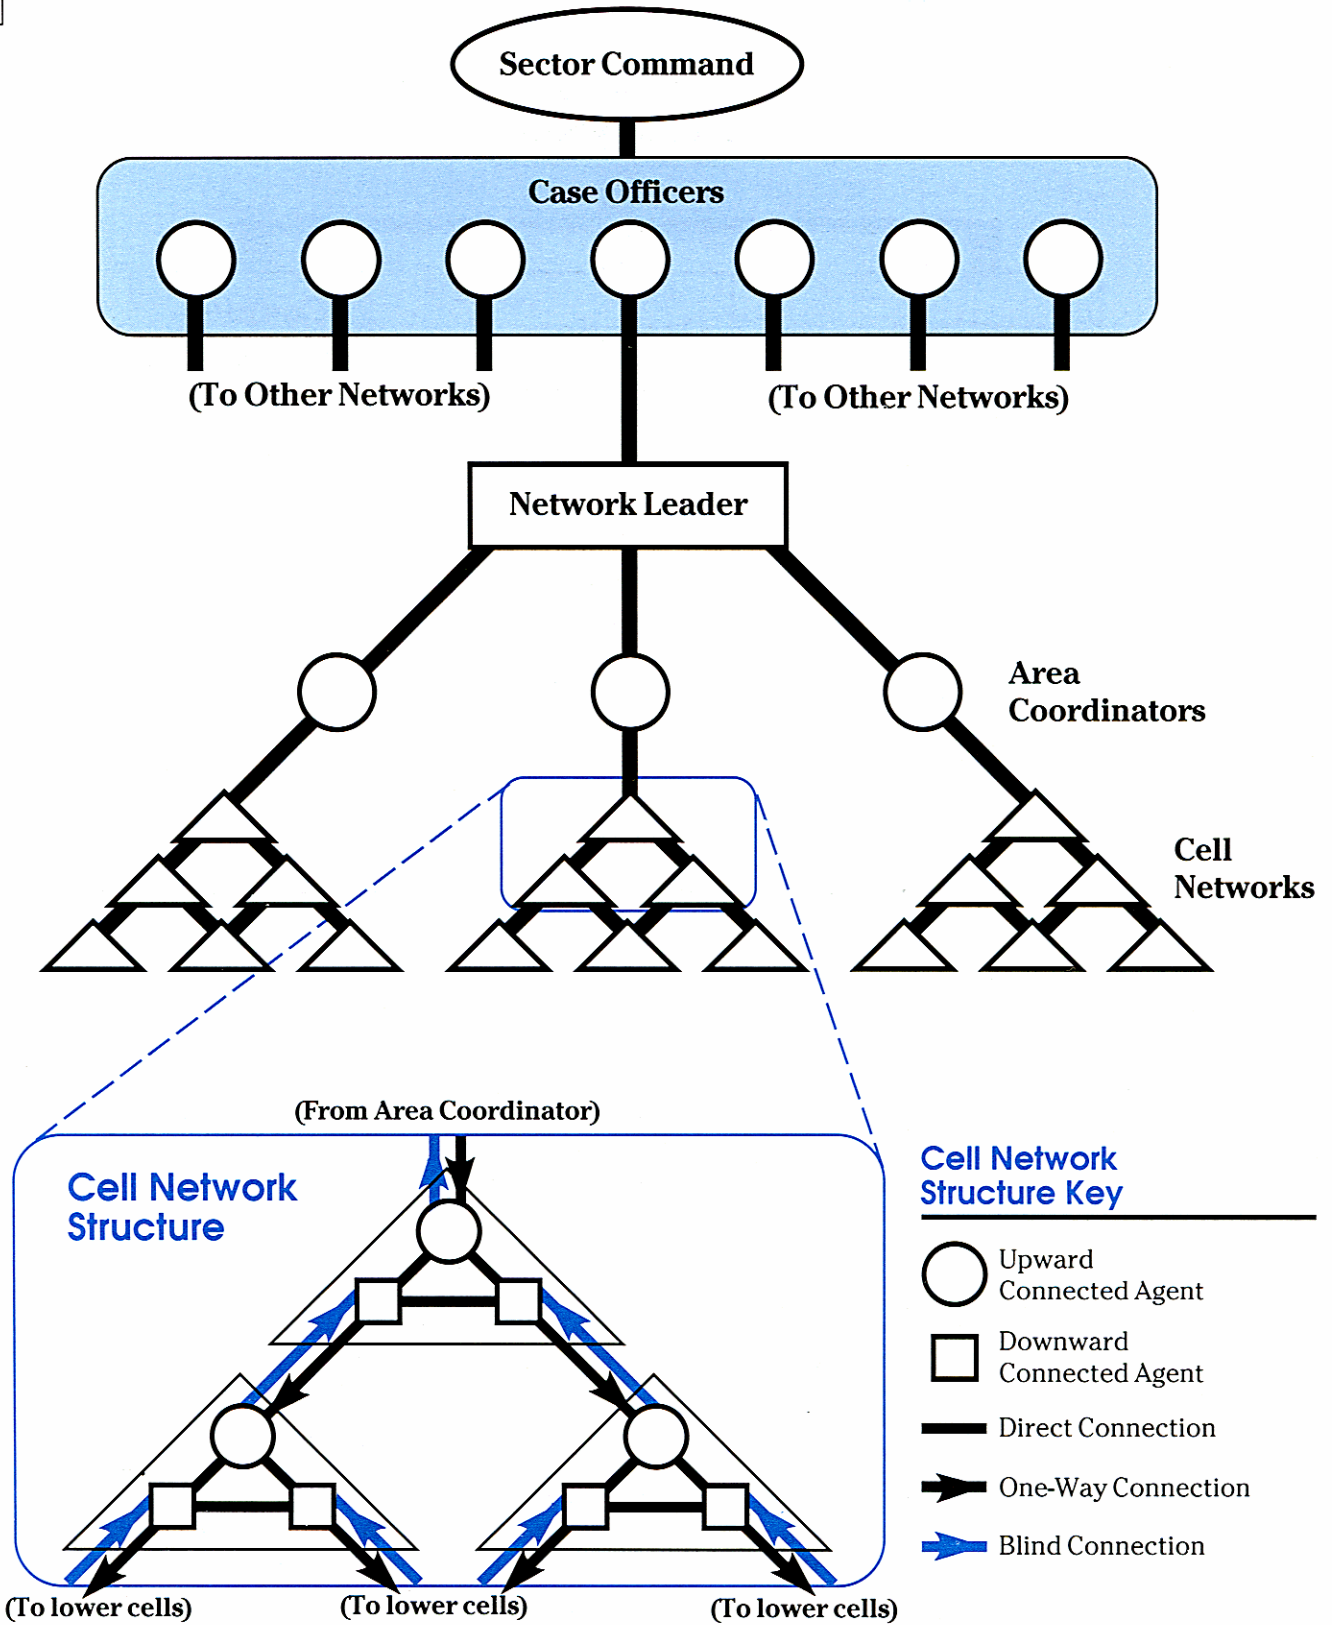 Sector Command
Case Officers
(To Other Networks)
(To Other Networks)
Network Leader
Area
Coordinators
Cell
Networks
(From Area Coordinator)
Cell Network
Structure
(To lower cells)
(To lower cells)
(To lower cells)
Cell Network
Structure Key
Upward
Connected Agent
Downward
Connected Agent
Direct Connection
One-Way Connection
Blind Connection